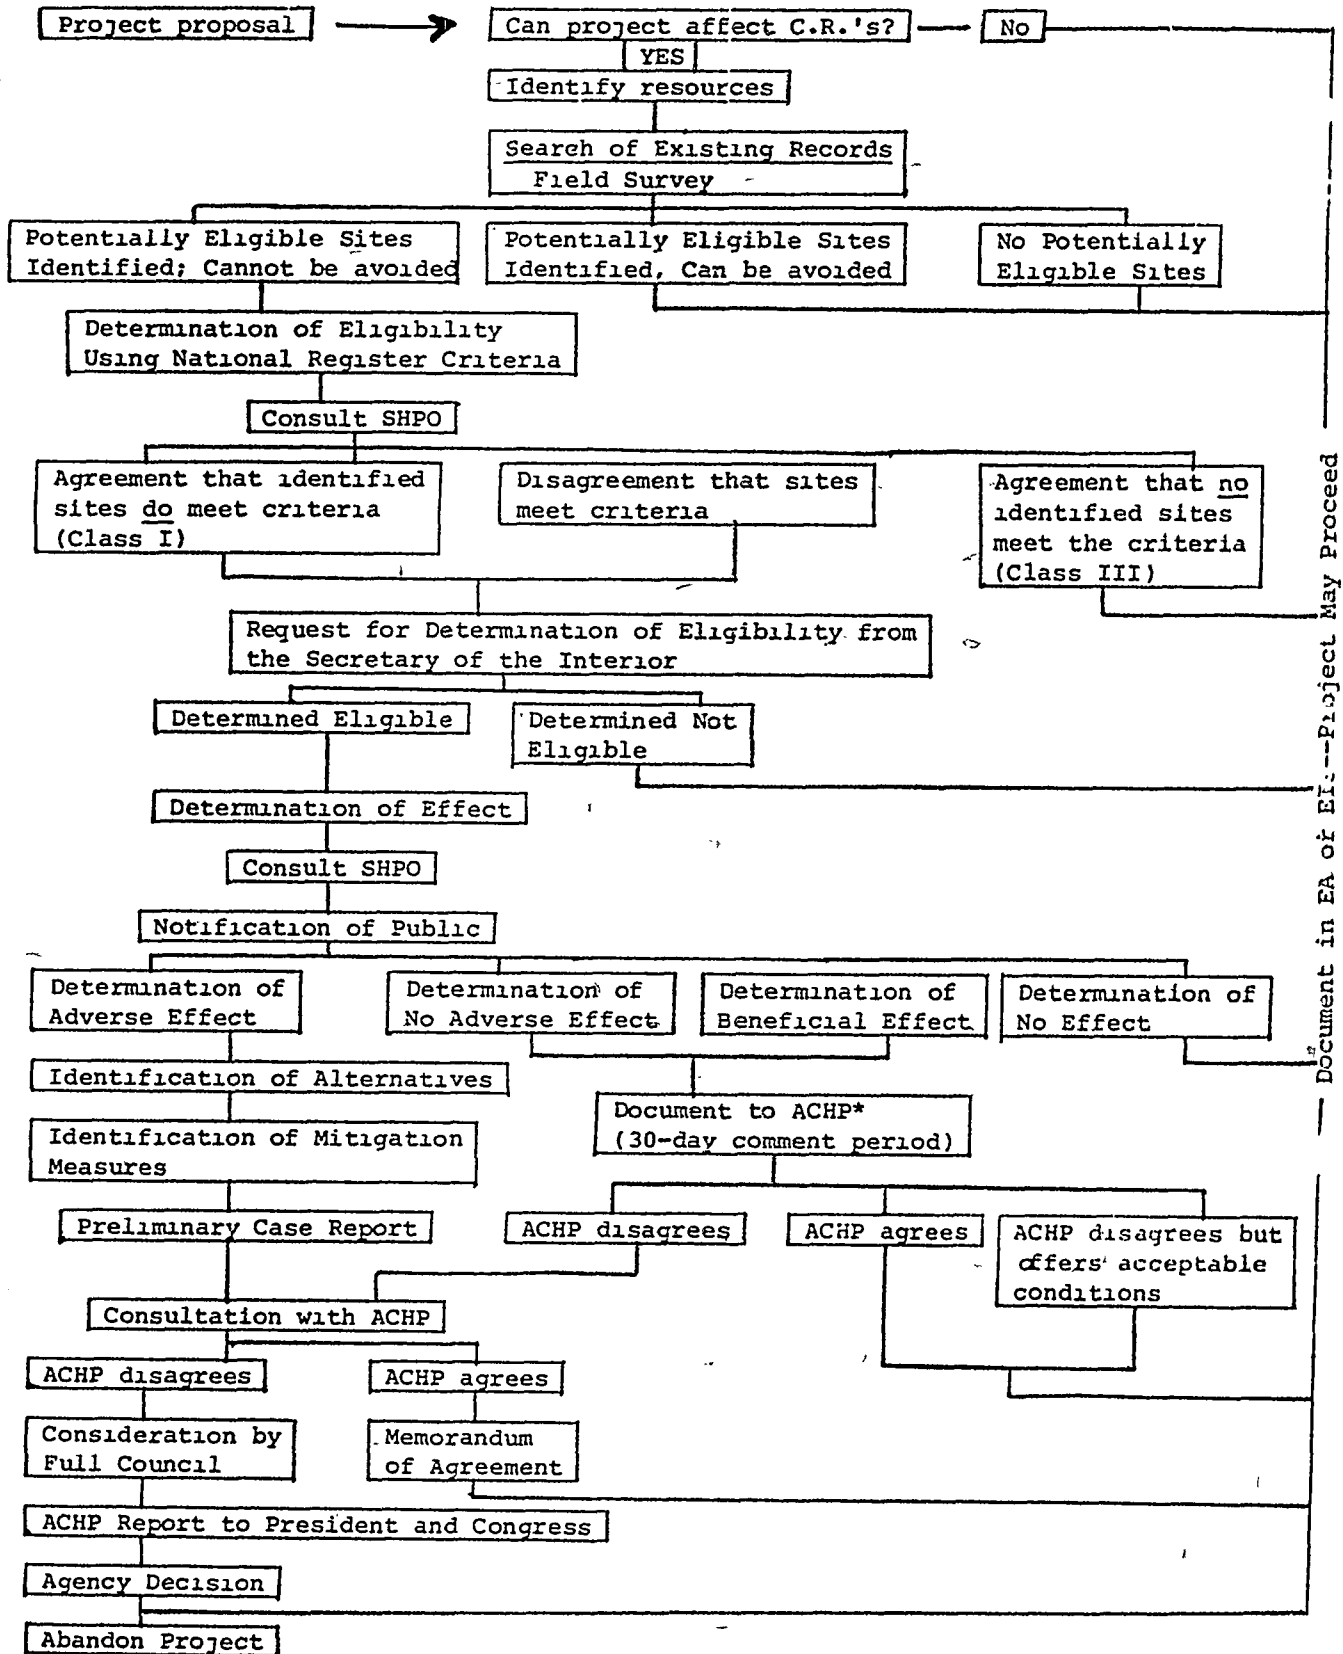 Project proposal
Can project affect C.R.'s?
No
YES
Identify resources
Search of Existing Records
Field Survey
Potentially Eligible Sites
Identified; Cannot be avoided
Potentially Eligible Sites
Identified, Can be avoided
No Potentially
Eligible Sites
Determination of Eligibility
Using National Register Criteria
Consult SHPO
Agreement that identified
sites do meet criteria
(Class I)
Disagreement that sites
meet criteria
Agreement that no
identified sites
meet the criteria
(Class III)
Request for Determination of Eligibility from
the Secretary of the Interior
Determined Eligible
Determined Not
Eligible
Determination of Effect
Consult SHPO
Notification of Public
Determination of
Adverse Effect
Determination of
No Adverse Effect
Determination of
Beneficial Effect
Determination of
No Effect
Identification of Alternatives
Identification of Mitigation
Measures
Document to ACHP*
(30-day comment period)
Preliminary Case Report
ACHP disagrees
ACHP agrees
ACHP disagrees but
offers acceptable
conditions
Consultation with ACHP
ACHP disagrees
ACHP agrees
Consideration by
Full Council
Memorandum
of Agreement
ACHP Report to President and Congress
Agency Decision
Abandon Project
Document in EA or --Project May Proceed